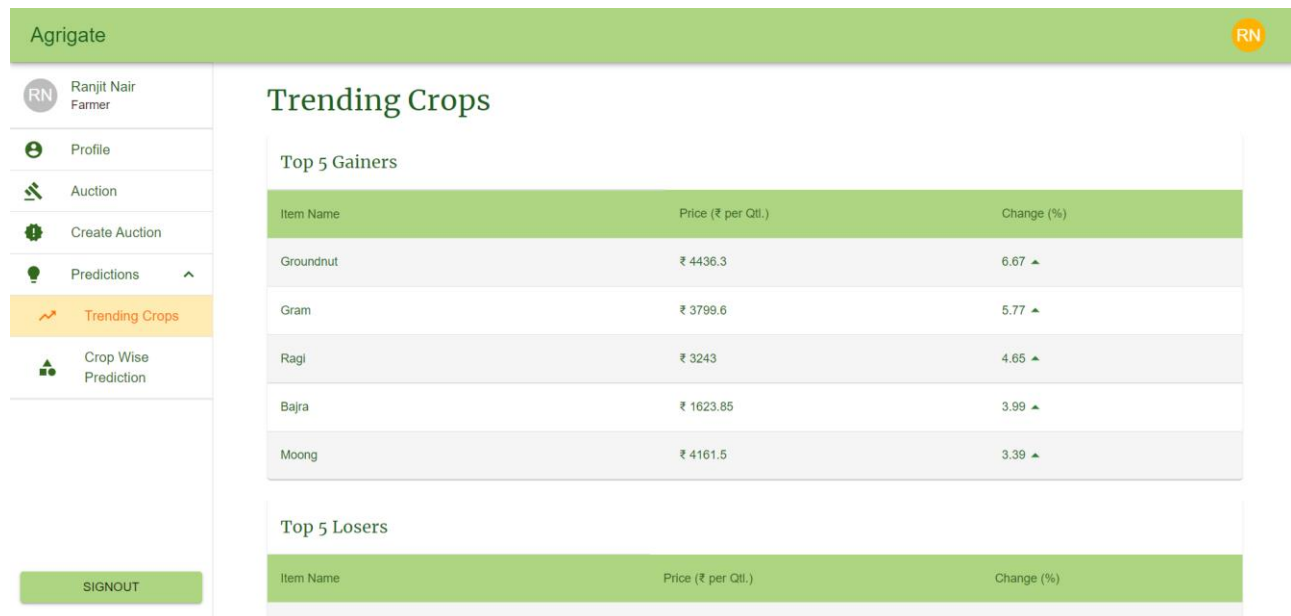 Agrigate
RN
RN
Ranjit Nair
Farmer
Profile
Auction
Create Auction
Predictions
Trending Crops
Crop Wise
Prediction
SIGNOUT
Trending Crops
Top 5 Gainers
Item Name Price (₹ per Qtl.) Change (%)
Groundnut ₹ 4436.3 6.67
Gram ₹ 3799.6 5.77
Ragi ₹ 3243 4.65
Bajra ₹ 1623.85 3.99
Moong ₹ 4161.5 3.39
Top 5 Losers
Item Name Price (₹ per Qtl.) Change (%)